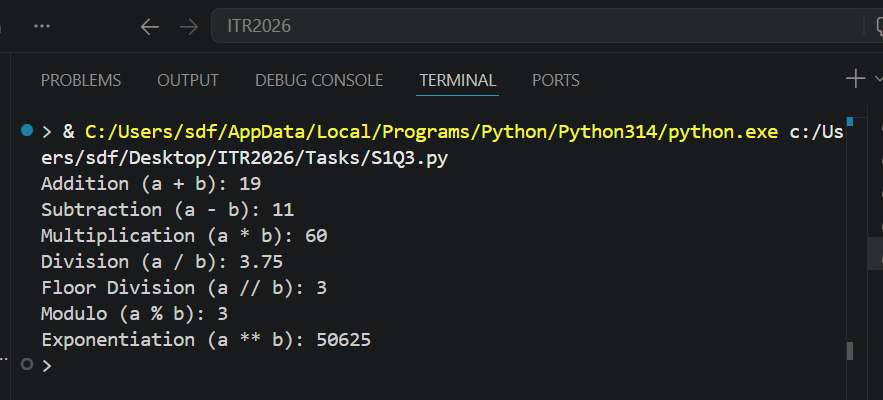 ITR2026
PROBLEMS OUTPUT DEBUG CONSOLE TERMINAL PORTS
> & C:/Users/sdf/AppData/Local/Programs/Python/Python314/python.exe c:/Us
ers/sdf/Desktop/ITR2026/Tasks/S1Q3.py
Addition (a + b): 19
Subtraction (a - b): 11
Multiplication (a * b): 60
Division (a / b): 3.75
Floor Division (a // b): 3
Modulo (a % b): 3
Exponentiation (a ** b): 50625
>